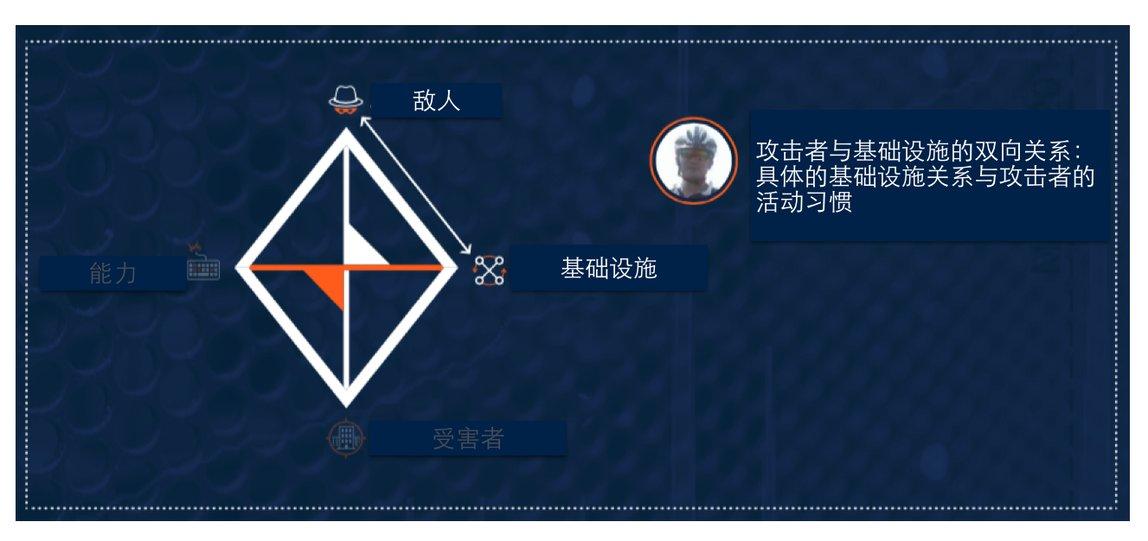 敌人
攻击者与基础设施的双向关系：
具体的基础设施关系与攻击者的
活动习惯
能力
基础设施
受害者